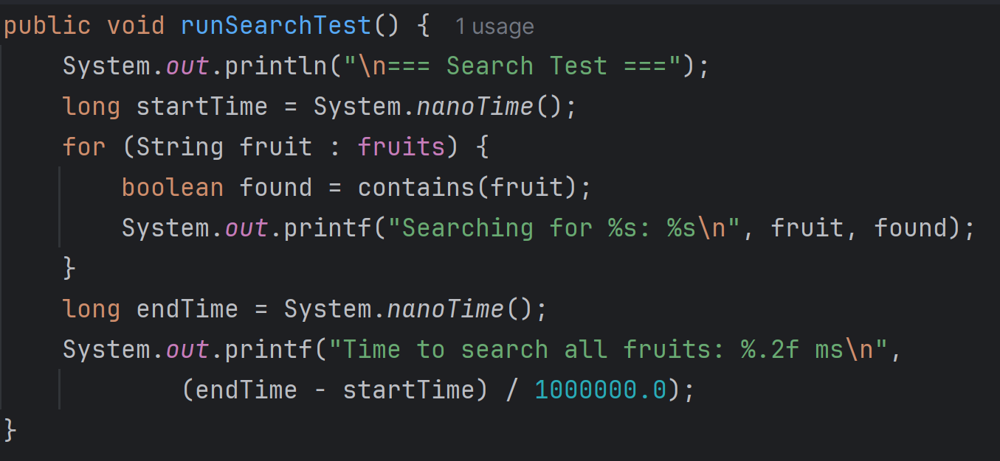 public void runSearchTest() { 1 usage
    System.out.println("\n=== Search Test ===");
    long startTime = System.nanoTime();
    for (String fruit : fruits) {
        boolean found = contains(fruit);
        System.out.printf("Searching for %s: %s\n", fruit, found);
    }
    long endTime = System.nanoTime();
    System.out.printf("Time to search all fruits: %.2f ms\n",
            (endTime - startTime) / 1000000.0);
}